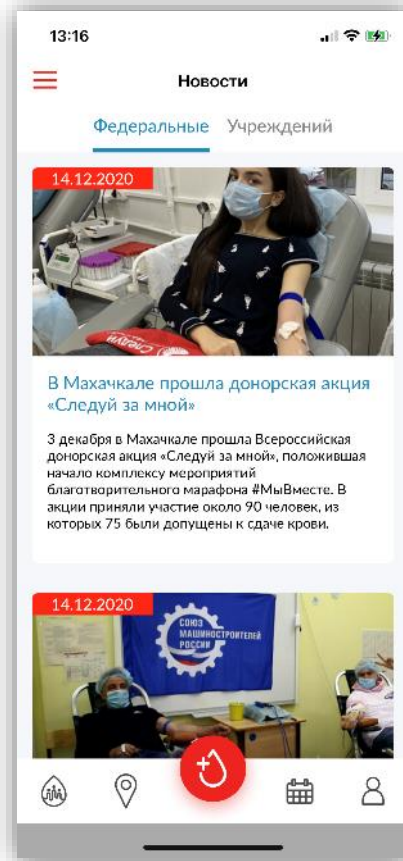 13:16
Новости
Федеральные Учреждений
14.12.2020
В Махачкале прошла донорская акция
«Следуй за мной»
3 декабря в Махачкале прошла Всероссийская
донорская акция «Следуй за мной», положившая
начало комплексу мероприятий
благотворительного марафона #МыВместе. В
акции приняли участие около 90 человек, из
которых 75 были допущены к сдаче крови.
14.12.2020
СОЮЗ
МАШИНОСТРОИТЕЛЕЙ
РОССИИ